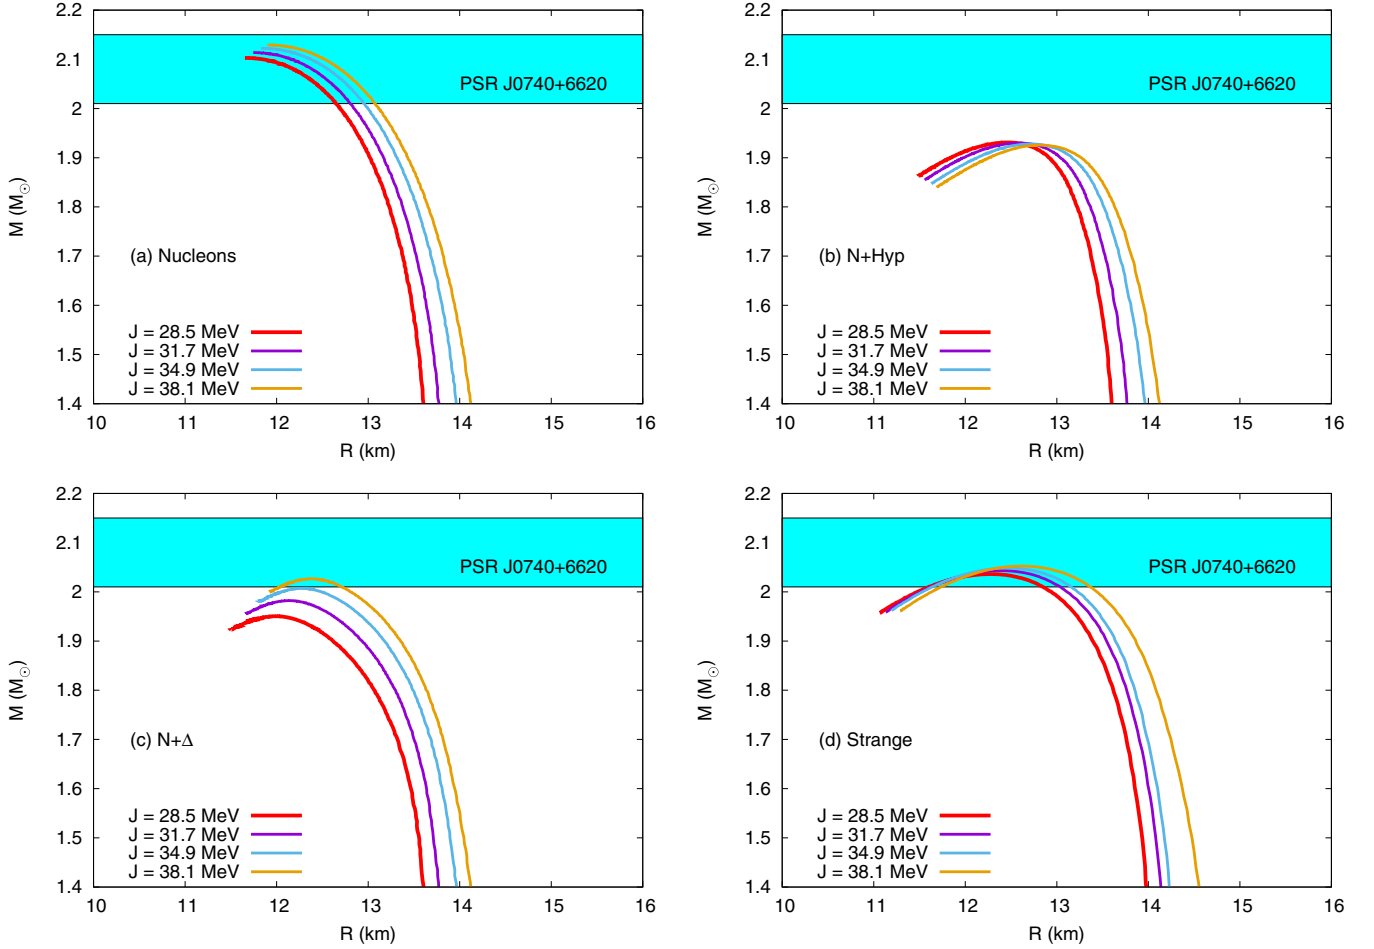 2.2
2.1
2
1.9
1.8
1.7
1.6
1.5
1.4
M (M☉)
PSR J0740+6620
(a) Nucleons
J = 28.5 MeV
J = 31.7 MeV
J = 34.9 MeV
J = 38.1 MeV
10 11 12 13 14 15 16
R (km)
2.2
2.1
2
1.9
1.8
1.7
1.6
1.5
1.4
M (M☉)
PSR J0740+6620
(b) N+Hyp
J = 28.5 MeV
J = 31.7 MeV
J = 34.9 MeV
J = 38.1 MeV
10 11 12 13 14 15 16
R (km)
2.2
2.1
2
1.9
1.8
1.7
1.6
1.5
1.4
M (M☉)
PSR J0740+6620
(c) N+Δ
J = 28.5 MeV
J = 31.7 MeV
J = 34.9 MeV
J = 38.1 MeV
10 11 12 13 14 15 16
R (km)
2.2
2.1
2
1.9
1.8
1.7
1.6
1.5
1.4
M (M☉)
PSR J0740+6620
(d) Strange
J = 28.5 MeV
J = 31.7 MeV
J = 34.9 MeV
J = 38.1 MeV
10 11 12 13 14 15 16
R (km)